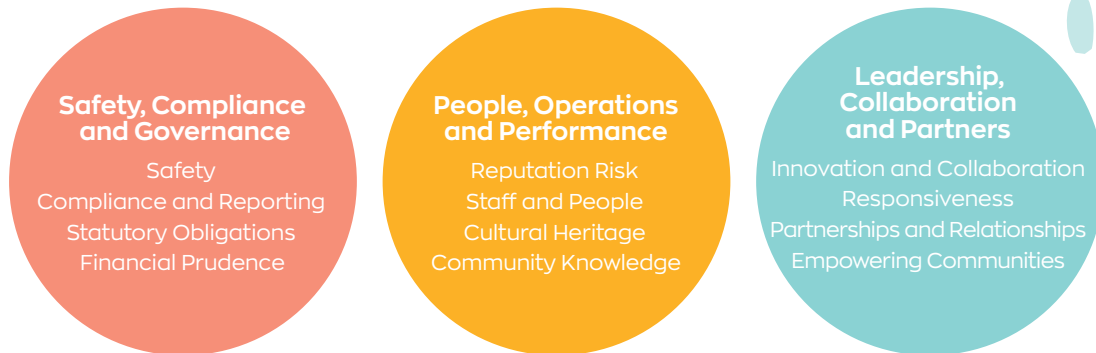 Safety, Compliance
and Governance
Safety
Compliance and Reporting
Statutory Obligations
Financial Prudence
People, Operations
and Performance
Reputation Risk
Staff and People
Cultural Heritage
Community Knowledge
Leadership,
Collaboration
and Partners
Innovation and Collaboration
Responsiveness
Partnerships and Relationships
Empowering Communities